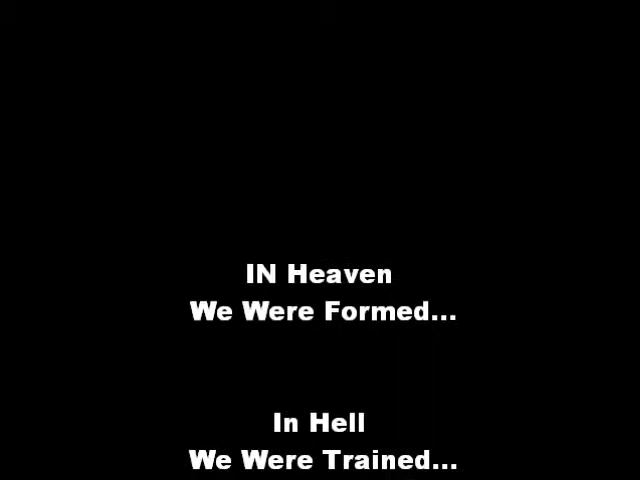 IN Heaven
We Were Formed...
In Hell
We Were Trained...